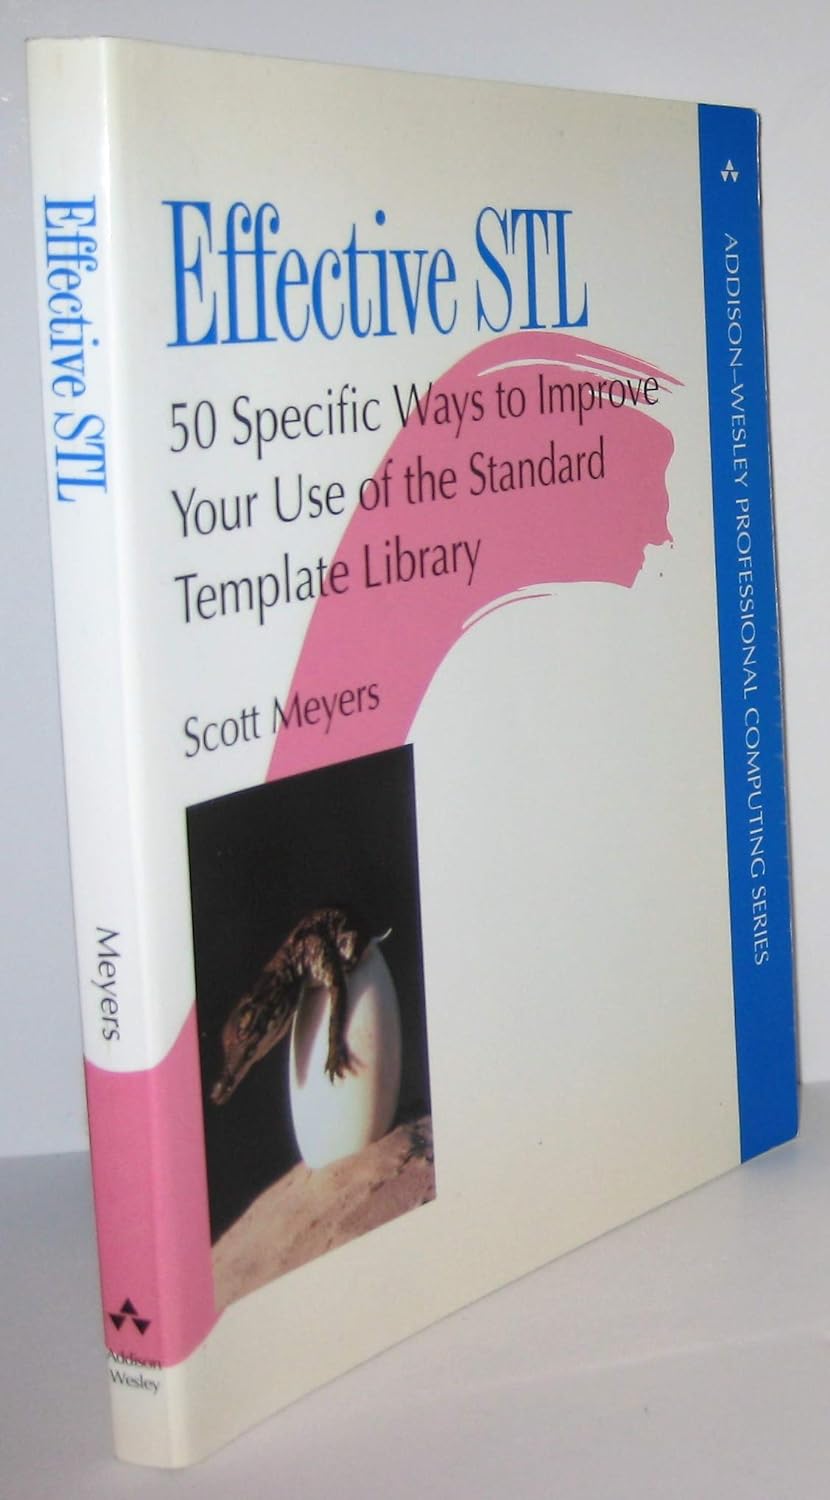 Effective STL
Meyers
Addison
Wesley
Effective STL
50 Specific Ways to Improve
Your Use of the Standard
Template Library
Scott Meyers
ADDISON–WESLEY PROFESSIONAL COMPUTING SERIES